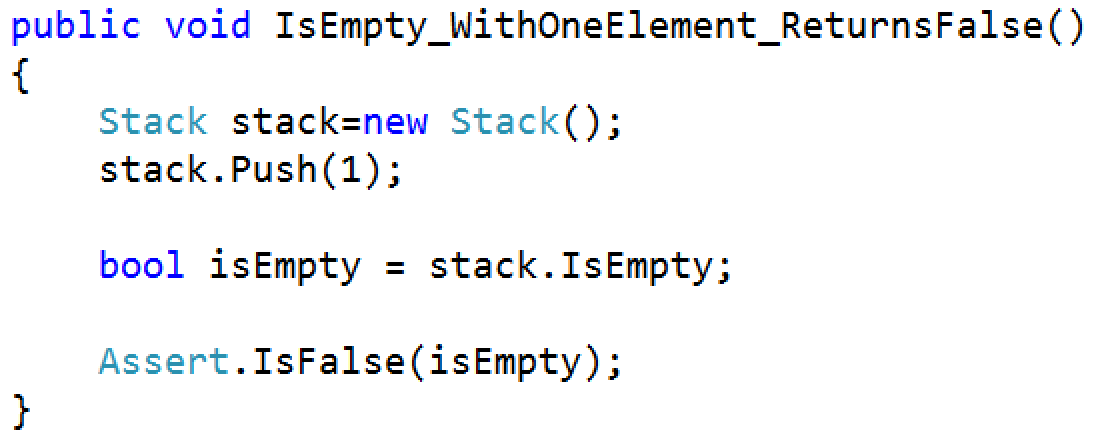 public void IsEmpty_WithOneElement_ReturnsFalse()
{
    Stack stack=new Stack();
    stack.Push(1);

    bool isEmpty = stack.IsEmpty;

    Assert.IsFalse(isEmpty);
}